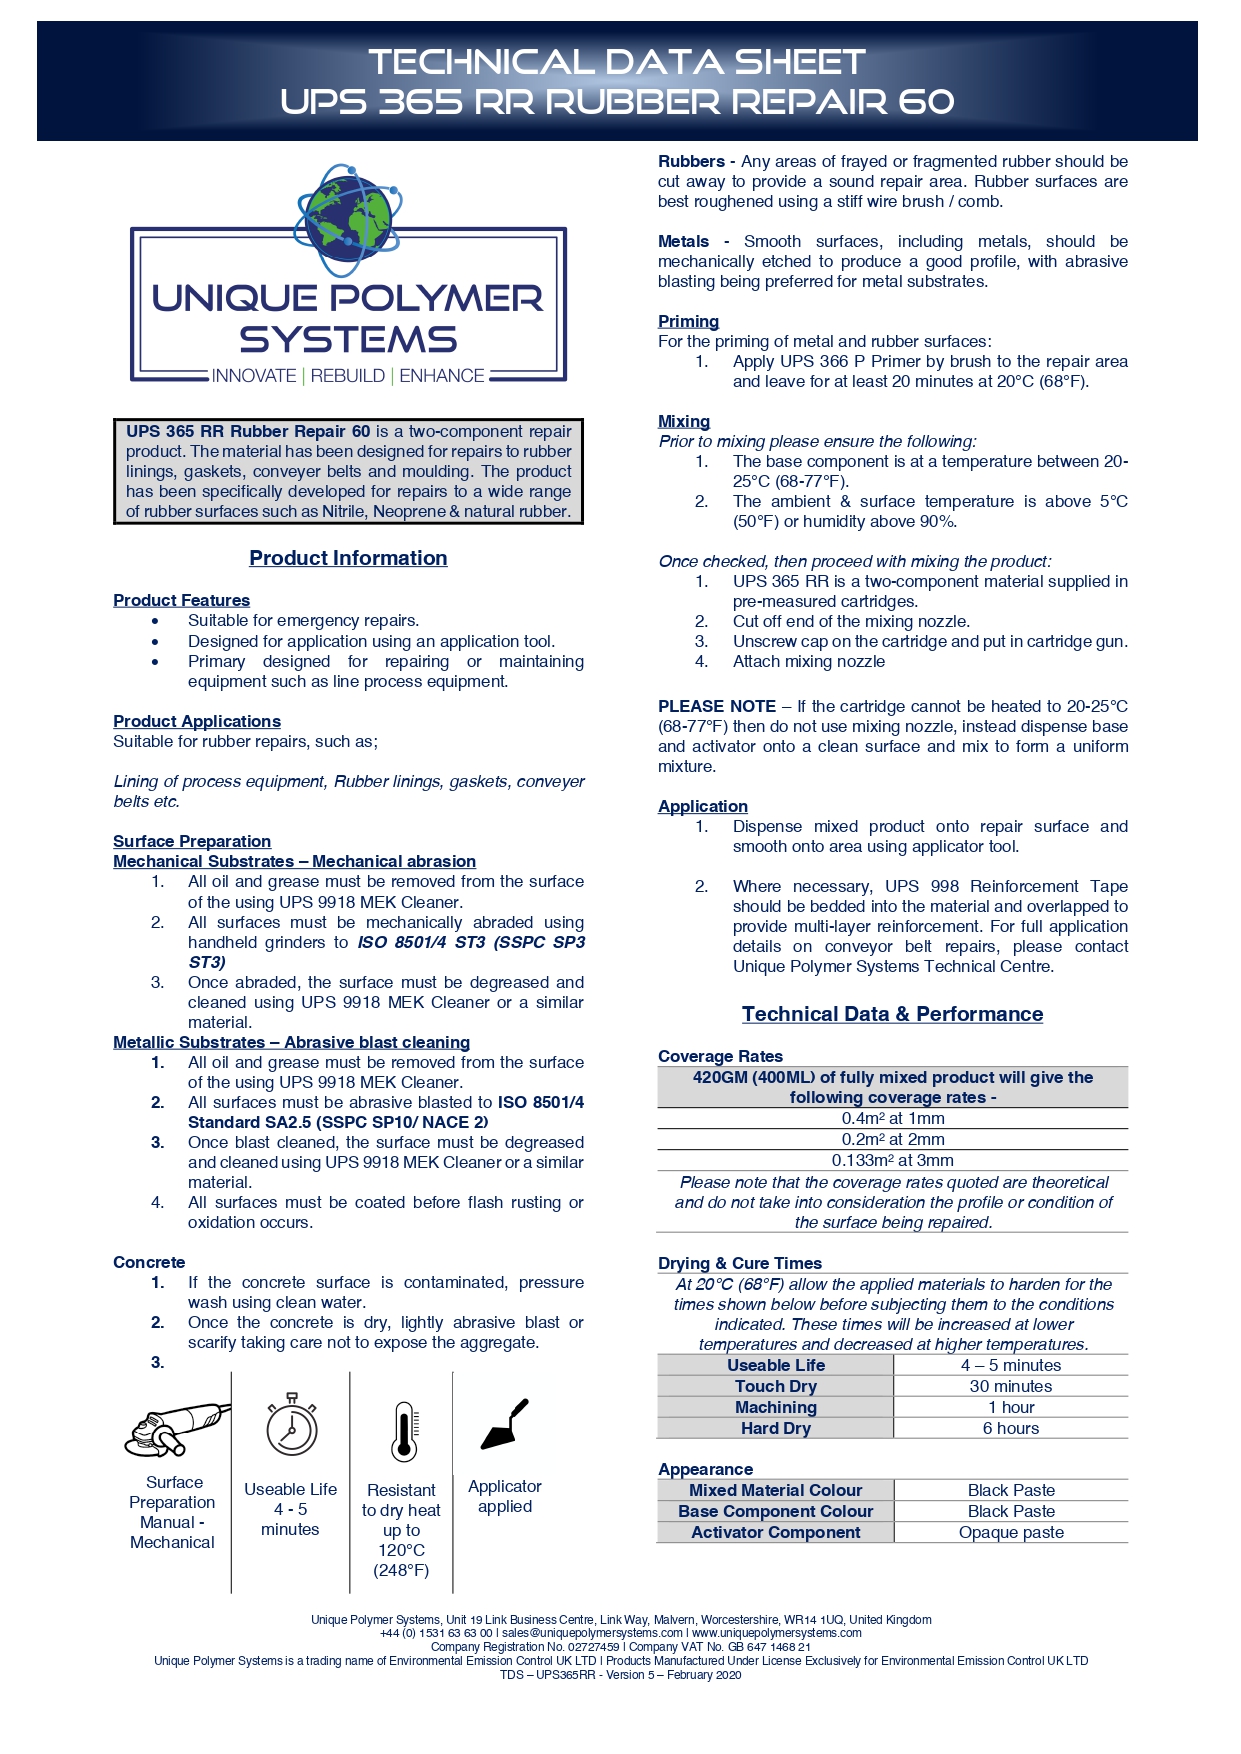 TECHNICAL DATA SHEET
UPS 365 RR RUBBER REPAIR 60
UNIQUE POLYMER
SYSTEMS
INNOVATE | REBUILD | ENHANCE
UPS 365 RR Rubber Repair 60 is a two-component repair
product. The material has been designed for repairs to rubber
linings, gaskets, conveyer belts and moulding. The product
has been specifically developed for repairs to a wide range
of rubber surfaces such as Nitrile, Neoprene & natural rubber.
Product Information
Product Features
• Suitable for emergency repairs.
• Designed for application using an application tool.
• Primary designed for repairing or maintaining
equipment such as line process equipment.
Product Applications
Suitable for rubber repairs, such as;
Lining of process equipment, Rubber linings, gaskets, conveyer
belts etc.
Surface Preparation
Mechanical Substrates – Mechanical abrasion
1. All oil and grease must be removed from the surface
of the using UPS 9918 MEK Cleaner.
2. All surfaces must be mechanically abraded using
handheld grinders to ISO 8501/4 ST3 (SSPC SP3
ST3)
3. Once abraded, the surface must be degreased and
cleaned using UPS 9918 MEK Cleaner or a similar
material.
Metallic Substrates – Abrasive blast cleaning
1. All oil and grease must be removed from the surface
of the using UPS 9918 MEK Cleaner.
2. All surfaces must be abrasive blasted to ISO 8501/4
Standard SA2.5 (SSPC SP10/ NACE 2)
3. Once blast cleaned, the surface must be degreased
and cleaned using UPS 9918 MEK Cleaner or a similar
material.
4. All surfaces must be coated before flash rusting or
oxidation occurs.
Concrete
1. If the concrete surface is contaminated, pressure
wash using clean water.
2. Once the concrete is dry, lightly abrasive blast or
scarify taking care not to expose the aggregate.
3.
Surface
Preparation
Manual -
Mechanical
Useable Life
4 - 5
minutes
Resistant
to dry heat
up to
120°C
(248°F)
Applicator
applied
Rubbers - Any areas of frayed or fragmented rubber should be
cut away to provide a sound repair area. Rubber surfaces are
best roughened using a stiff wire brush / comb.
Metals - Smooth surfaces, including metals, should be
mechanically etched to produce a good profile, with abrasive
blasting being preferred for metal substrates.
Priming
For the priming of metal and rubber surfaces:
1. Apply UPS 366 P Primer by brush to the repair area
and leave for at least 20 minutes at 20°C (68°F).
Mixing
Prior to mixing please ensure the following:
1. The base component is at a temperature between 20-
25°C (68-77°F).
2. The ambient & surface temperature is above 5°C
(50°F) or humidity above 90%.
Once checked, then proceed with mixing the product:
1. UPS 365 RR is a two-component material supplied in
pre-measured cartridges.
2. Cut off end of the mixing nozzle.
3. Unscrew cap on the cartridge and put in cartridge gun.
4. Attach mixing nozzle
PLEASE NOTE – If the cartridge cannot be heated to 20-25°C
(68-77°F) then do not use mixing nozzle, instead dispense base
and activator onto a clean surface and mix to form a uniform
mixture.
Application
1. Dispense mixed product onto repair surface and
smooth onto area using applicator tool.
2. Where necessary, UPS 998 Reinforcement Tape
should be bedded into the material and overlapped to
provide multi-layer reinforcement. For full application
details on conveyor belt repairs, please contact
Unique Polymer Systems Technical Centre.
Technical Data & Performance
Coverage Rates
420GM (400ML) of fully mixed product will give the
following coverage rates -
0.4m² at 1mm
0.2m² at 2mm
0.133m² at 3mm
Please note that the coverage rates quoted are theoretical
and do not take into consideration the profile or condition of
the surface being repaired.
Drying & Cure Times
At 20°C (68°F) allow the applied materials to harden for the
times shown below before subjecting them to the conditions
indicated. These times will be increased at lower
temperatures and decreased at higher temperatures.
Useable Life 4 – 5 minutes
Touch Dry 30 minutes
Machining 1 hour
Hard Dry 6 hours
Appearance
Mixed Material Colour Black Paste
Base Component Colour Black Paste
Activator Component Opaque paste
Unique Polymer Systems, Unit 19 Link Business Centre, Link Way, Malvern, Worcestershire, WR14 1UQ, United Kingdom
+44 (0) 1531 63 63 00 | sales@uniquepolymersystems.com | www.uniquepolymersystems.com
Company Registration No. 02727459 | Company VAT No. GB 647 1468 21
Unique Polymer Systems is a trading name of Environmental Emission Control UK LTD | Products Manufactured Under License Exclusively for Environmental Emission Control UK LTD
TDS – UPS365RR - Version 5 – February 2020